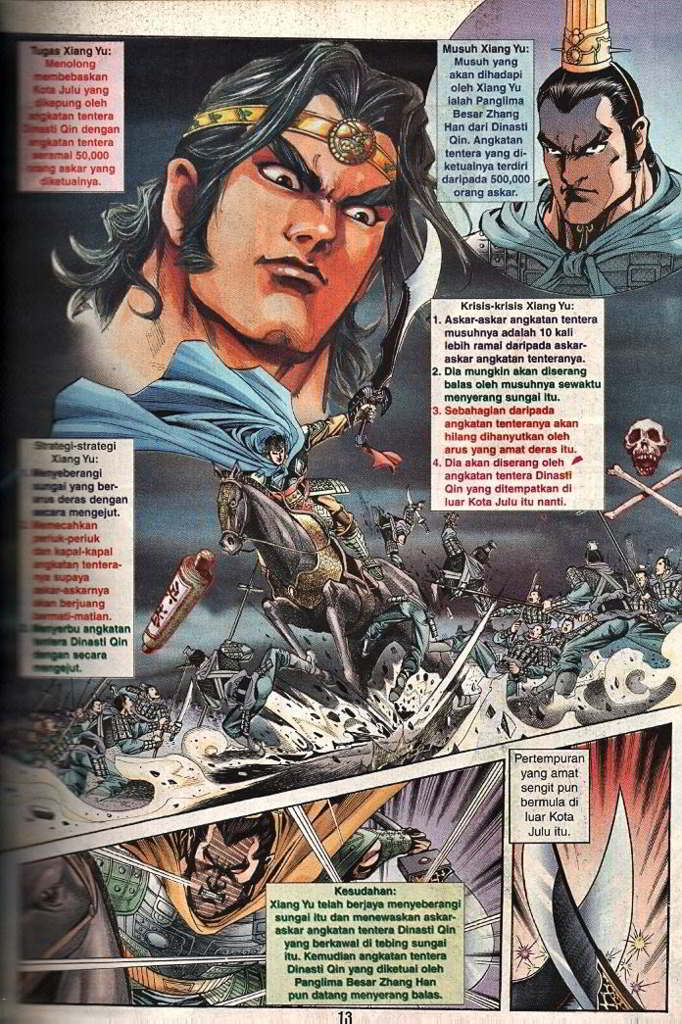 Tugas Xiang Yu:
Menolong
membebaskan
Kota Julu yang
dikepung oleh
angkatan tentera
Dinasti Qin dengan
angkatan tentera
seramai 50,000
orang askar yang
diketuainya.
Musuh Xiang Yu:
Musuh yang
akan dihadapi
oleh Xiang Yu
ialah Panglima
Besar Zhang
Han dari Dinasti
Qin. Angkatan
tentera yang di-
ketuainya terdiri
daripada 500,000
orang askar.
Krisis-krisis Xiang Yu:
1. Askar-askar angkatan tentera
musuhnya adalah 10 kali
lebih ramai daripada askar-
askar angkatan tenteranya.
2. Dia mungkin akan diserang
balas oleh musuhnya sewaktu
menyerang sungai itu.
3. Sebahagian daripada
angkatan tenteranya akan
hilang dihanyutkan oleh
arus yang amat deras itu.
4. Dia akan diserang oleh
angkatan tentera Dinasti
Qin yang ditempatkan di
luar Kota Julu itu nanti.
Strategi-strategi
Xiang Yu:
Menyeberangi
sungai yang ber-
arus deras dengan
secara mengejut.
Memecahkan
periuk-periuk
dan kapal-kapal
angkatan tentera-
nya supaya
askar-askarnya
akan berjuang
bermati-matian.
Menyerbu angkatan
tentera Dinasti Qin
dengan secara
mengejut.
Pertempuran
yang amat
sengit pun
bermula di
luar Kota
Julu itu.
Kesudahan:
Xiang Yu telah berjaya menyeberangi
sungai itu dan menewaskan askar-
askar angkatan tentera Dinasti Qin
yang berkawal di tebing sungai
itu. Kemudian angkatan tentera
Dinasti Qin yang diketuai oleh
Panglima Besar Zhang Han
pun datang menyerang balas.
13